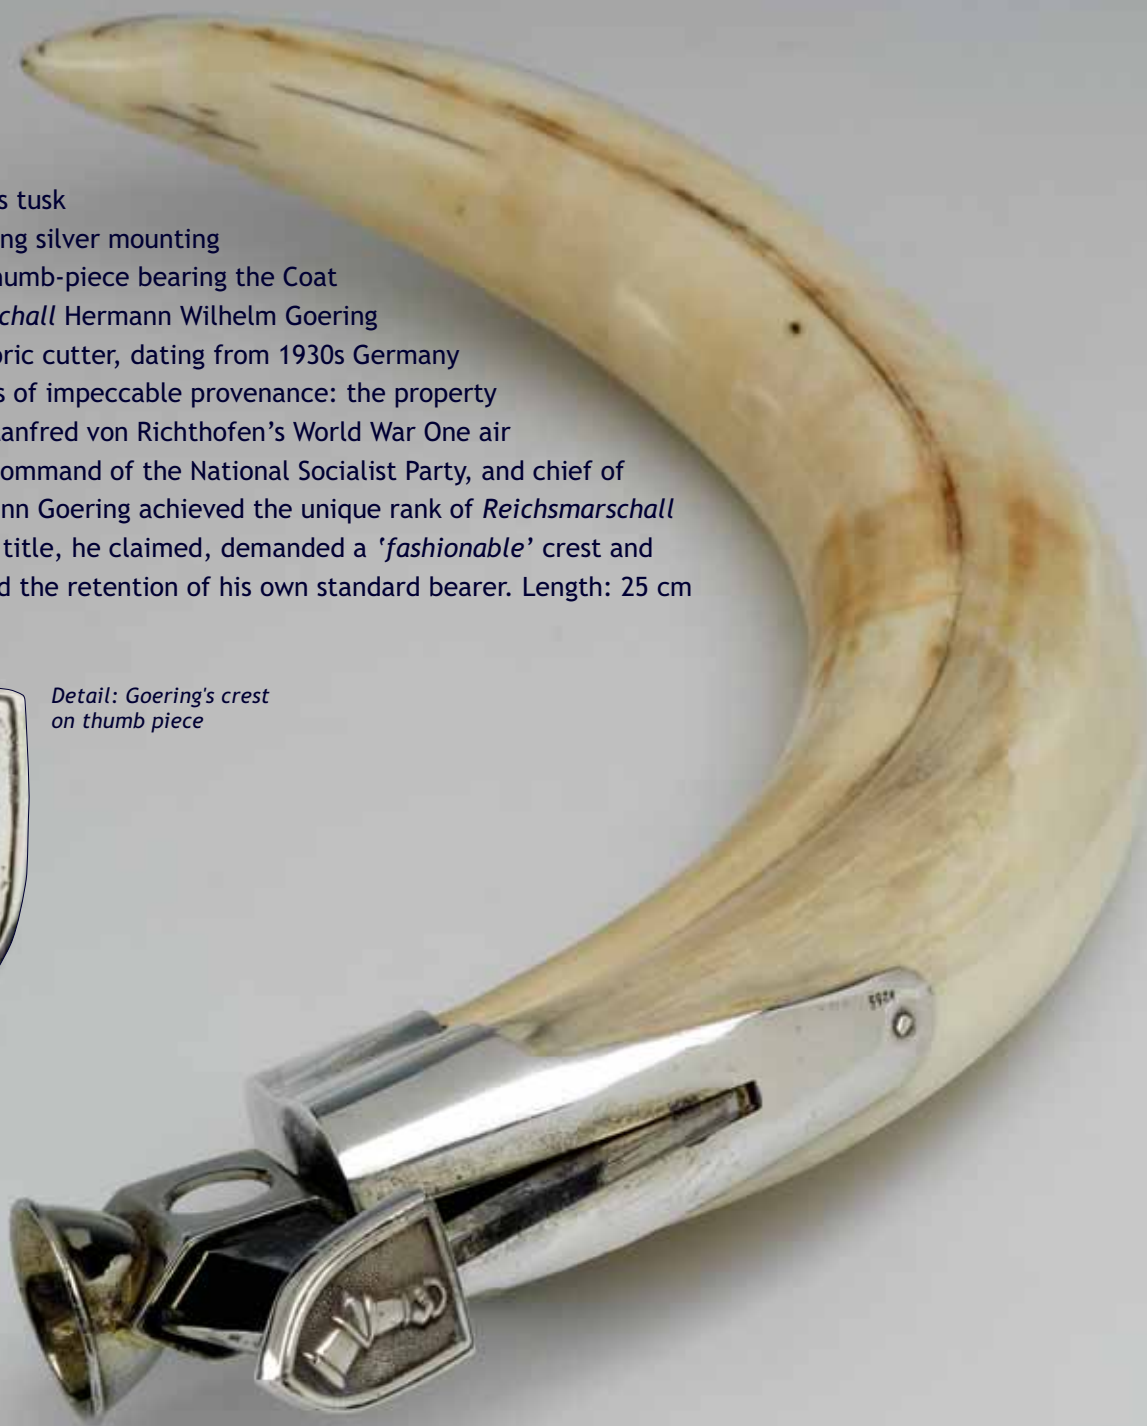 s tusk
ng silver mounting
humb-piece bearing the Coat
chall Hermann Wilhelm Goering
oric cutter, dating from 1930s Germany
s of impeccable provenance: the property
anfred von Richthofen’s World War One air
ommand of the National Socialist Party, and chief of
nn Goering achieved the unique rank of Reichsmarschall
title, he claimed, demanded a ‘fashionable’ crest and
d the retention of his own standard bearer. Length: 25 cm
Detail: Goering's crest
on thumb piece